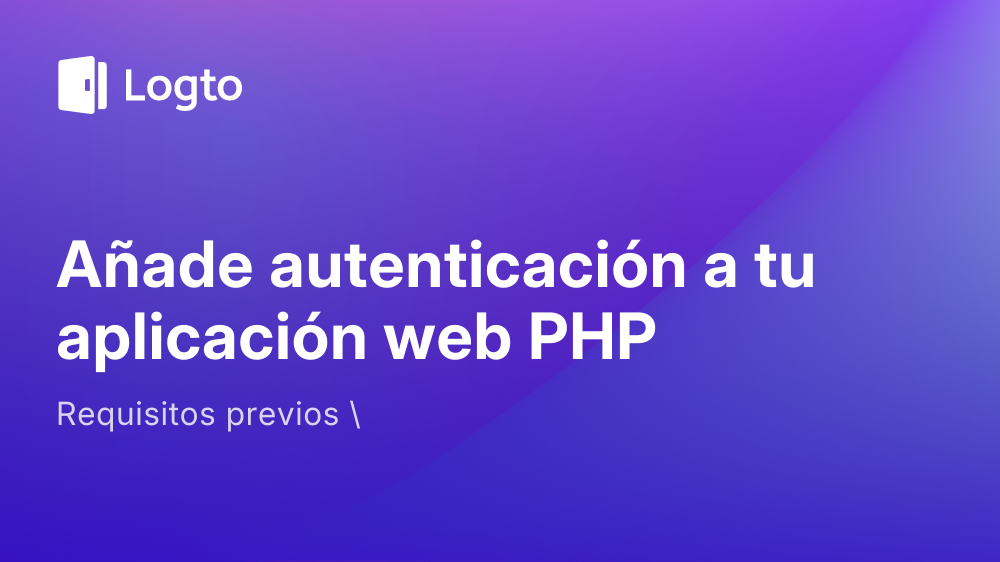 Logto
Añade autenticación a tu
aplicación web PHP
Requisitos previos \